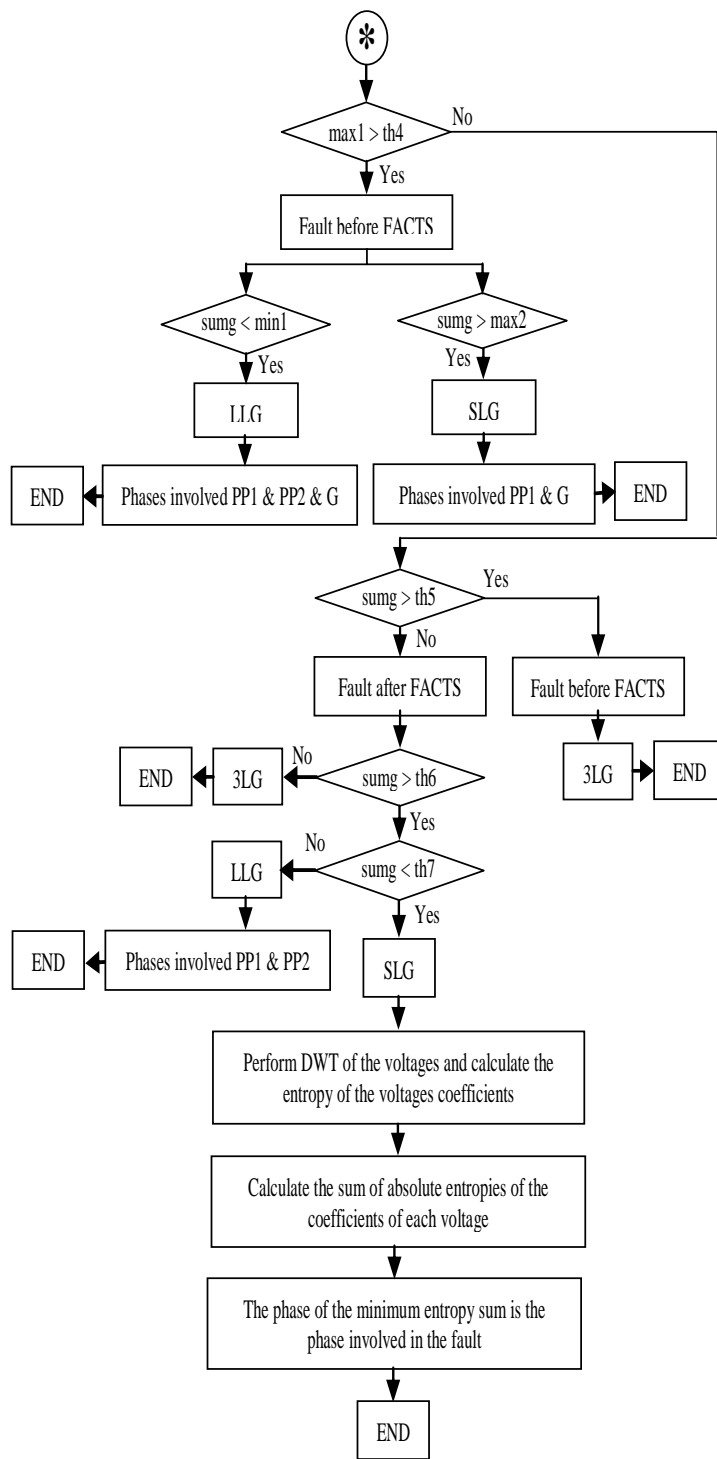 *
max1 > th4
No
Yes
Fault before FACTS
sumg < min1
sumg > max2
Yes
Yes
LLG
SLG
END
Phases involved PP1 & PP2 & G
Phases involved PP1 & G
END
sumg > th5
Yes
No
Fault after FACTS
Fault before FACTS
END
3LG
No
sumg > th6
3LG
END
Yes
No
LLG
sumg < th7
Yes
END
Phases involved PP1 & PP2
SLG
Perform DWT of the voltages and calculate the
entropy of the voltages coefficients
Calculate the sum of absolute entropies of the
coefficients of each voltage
The phase of the minimum entropy sum is the
phase involved in the fault
END